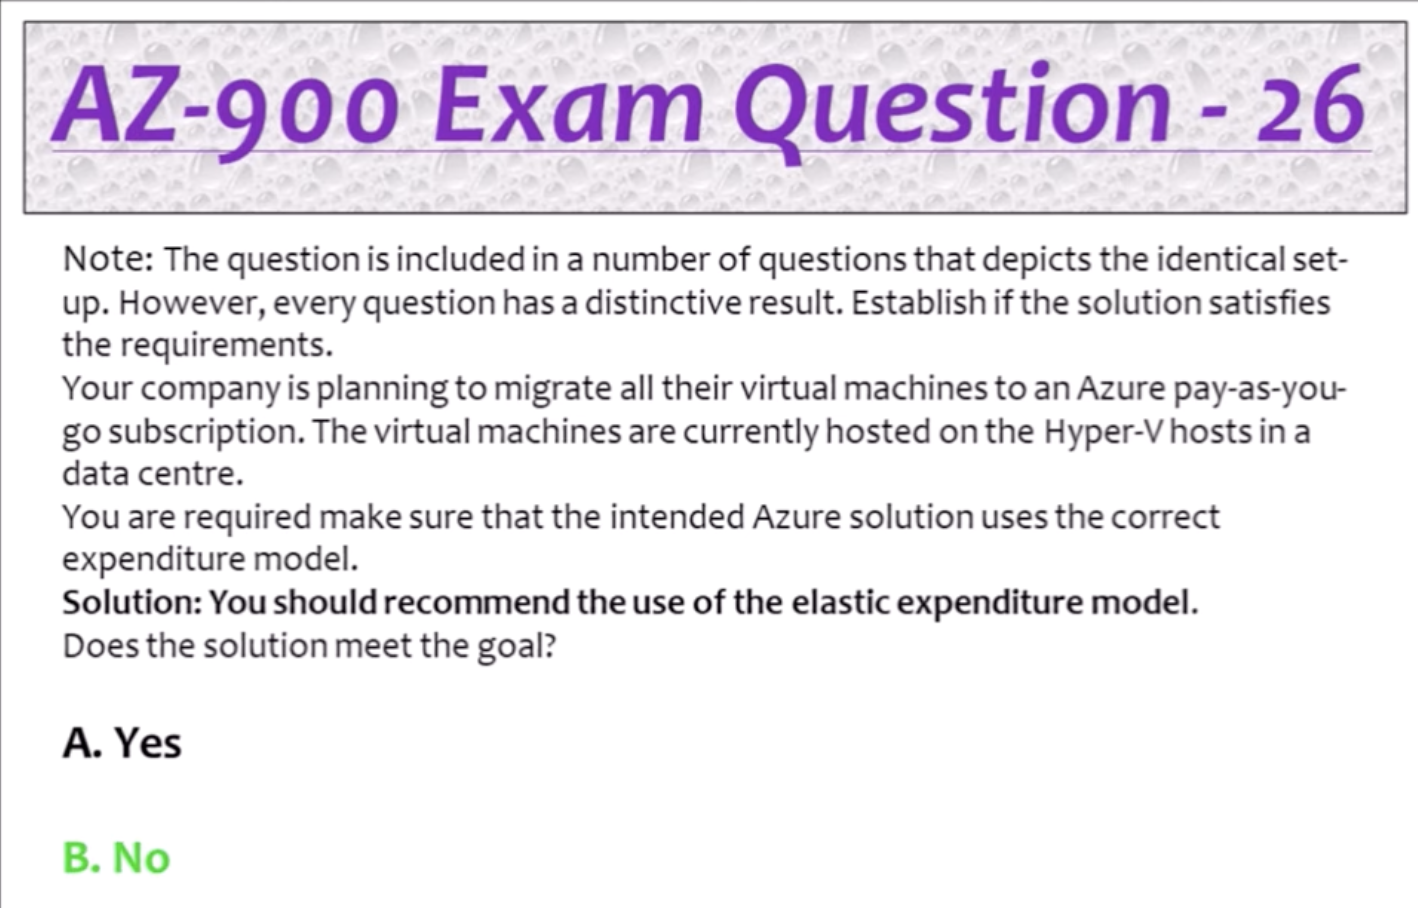 AZ-900 Exam Question - 26
Note: The question is included in a number of questions that depicts the identical set-
up. However, every question has a distinctive result. Establish if the solution satisfies
the requirements.
Your company is planning to migrate all their virtual machines to an Azure pay-as-you-
go subscription. The virtual machines are currently hosted on the Hyper-V hosts in a
data centre.
You are required make sure that the intended Azure solution uses the correct
expenditure model.
Solution: You should recommend the use of the elastic expenditure model.
Does the solution meet the goal?
A. Yes
B. No